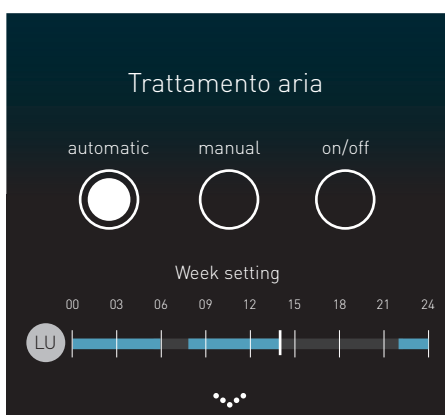 Trattamento aria
automatic manual on/off
Week setting
00 03 06 09 12 15 18 21 24
LU